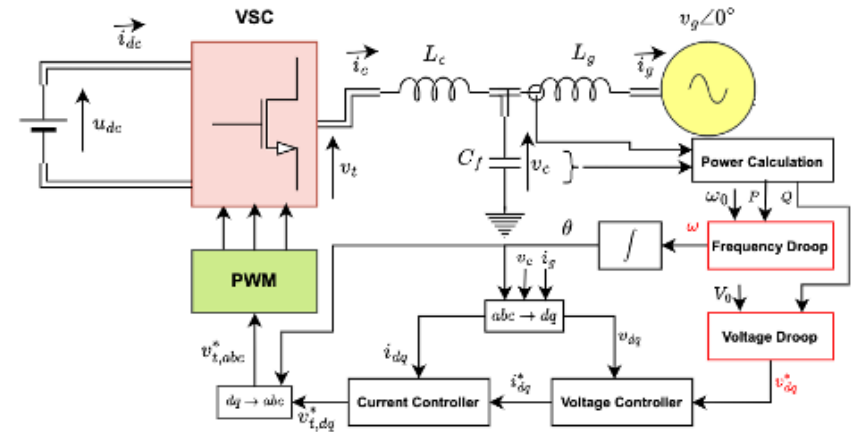 VSC
v_g∠0°
i_dc
i_c
L_c
L_g
i_g
u_dc
v_t
C_f
v_c
Power Calculation
ω_0
P
Q
θ
ω
Frequency Droop
∫
PWM
v_c
i_g
V_0
abc → dq
Voltage Droop
v*_t,abc
i_dq
v_dq
v*_dq
dq → abc
v*_t,dq
Current Controller
i*_dq
Voltage Controller